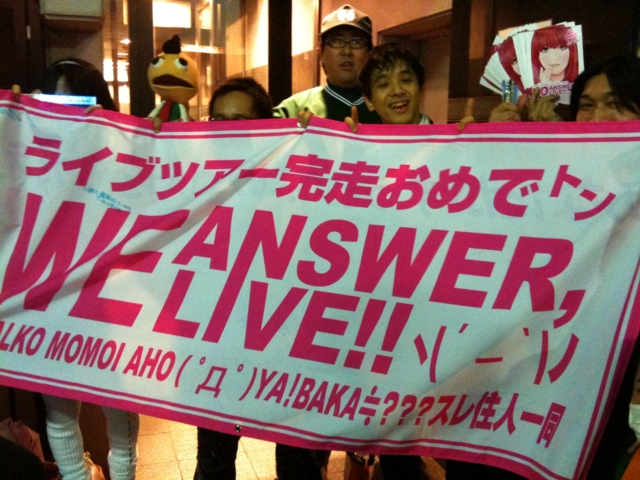 ライブツアー完走おめでトン
WE ANSWER,
LIVE!!ヽ(´ー｀)ノ
ALKO MOMOI AHO(ﾟДﾟ)YA!BAKA≒???スレ住人一同
ANSWER